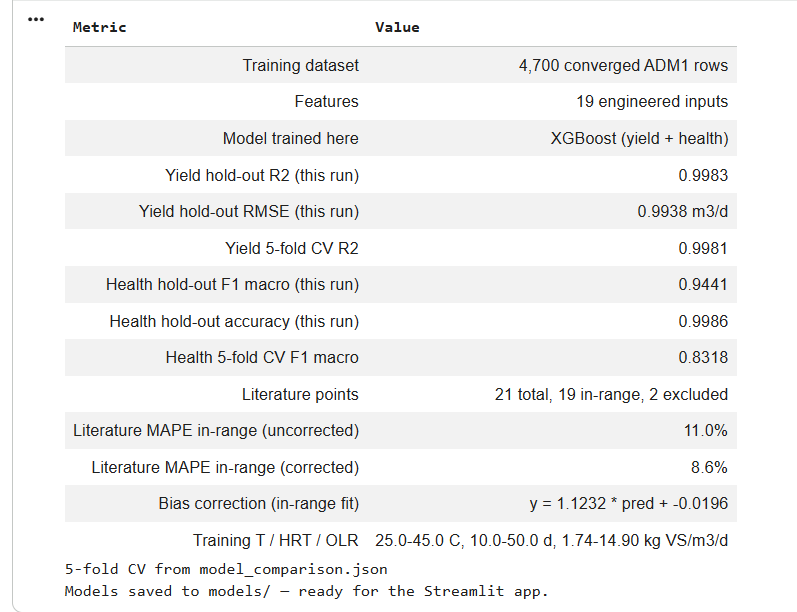 •••
Metric Value
Training dataset 4,700 converged ADM1 rows
Features 19 engineered inputs
Model trained here XGBoost (yield + health)
Yield hold-out R2 (this run) 0.9983
Yield hold-out RMSE (this run) 0.9938 m3/d
Yield 5-fold CV R2 0.9981
Health hold-out F1 macro (this run) 0.9441
Health hold-out accuracy (this run) 0.9986
Health 5-fold CV F1 macro 0.8318
Literature points 21 total, 19 in-range, 2 excluded
Literature MAPE in-range (uncorrected) 11.0%
Literature MAPE in-range (corrected) 8.6%
Bias correction (in-range fit) y = 1.1232 * pred + -0.0196
Training T / HRT / OLR 25.0-45.0 C, 10.0-50.0 d, 1.74-14.90 kg VS/m3/d
5-fold CV from model_comparison.json
Models saved to models/ — ready for the Streamlit app.